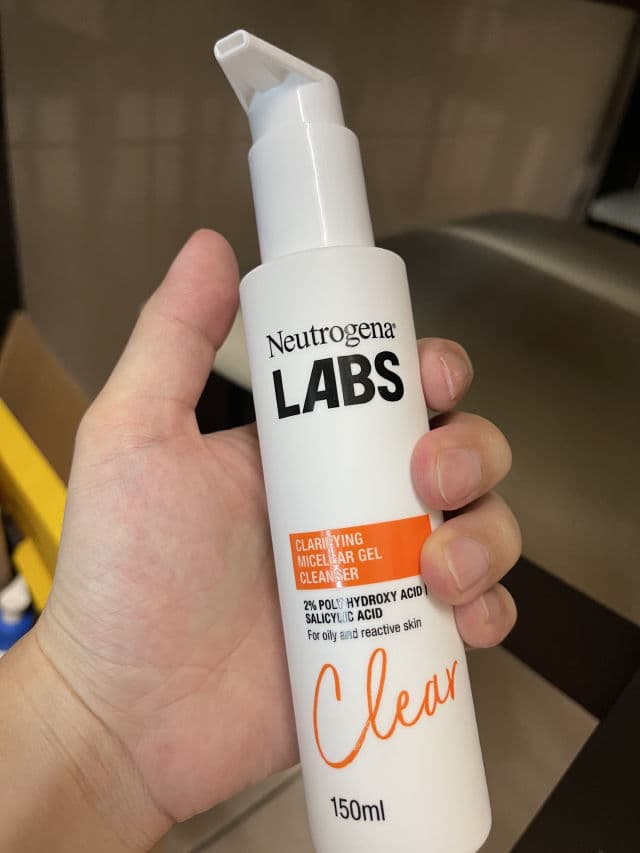 Neutrogena®
LABS
CLARIFYING
MICELLAR GEL
CLEANSER
2% POLY HYDROXY ACID |
SALICYLIC ACID
For oily and reactive skin
Clear
150ml